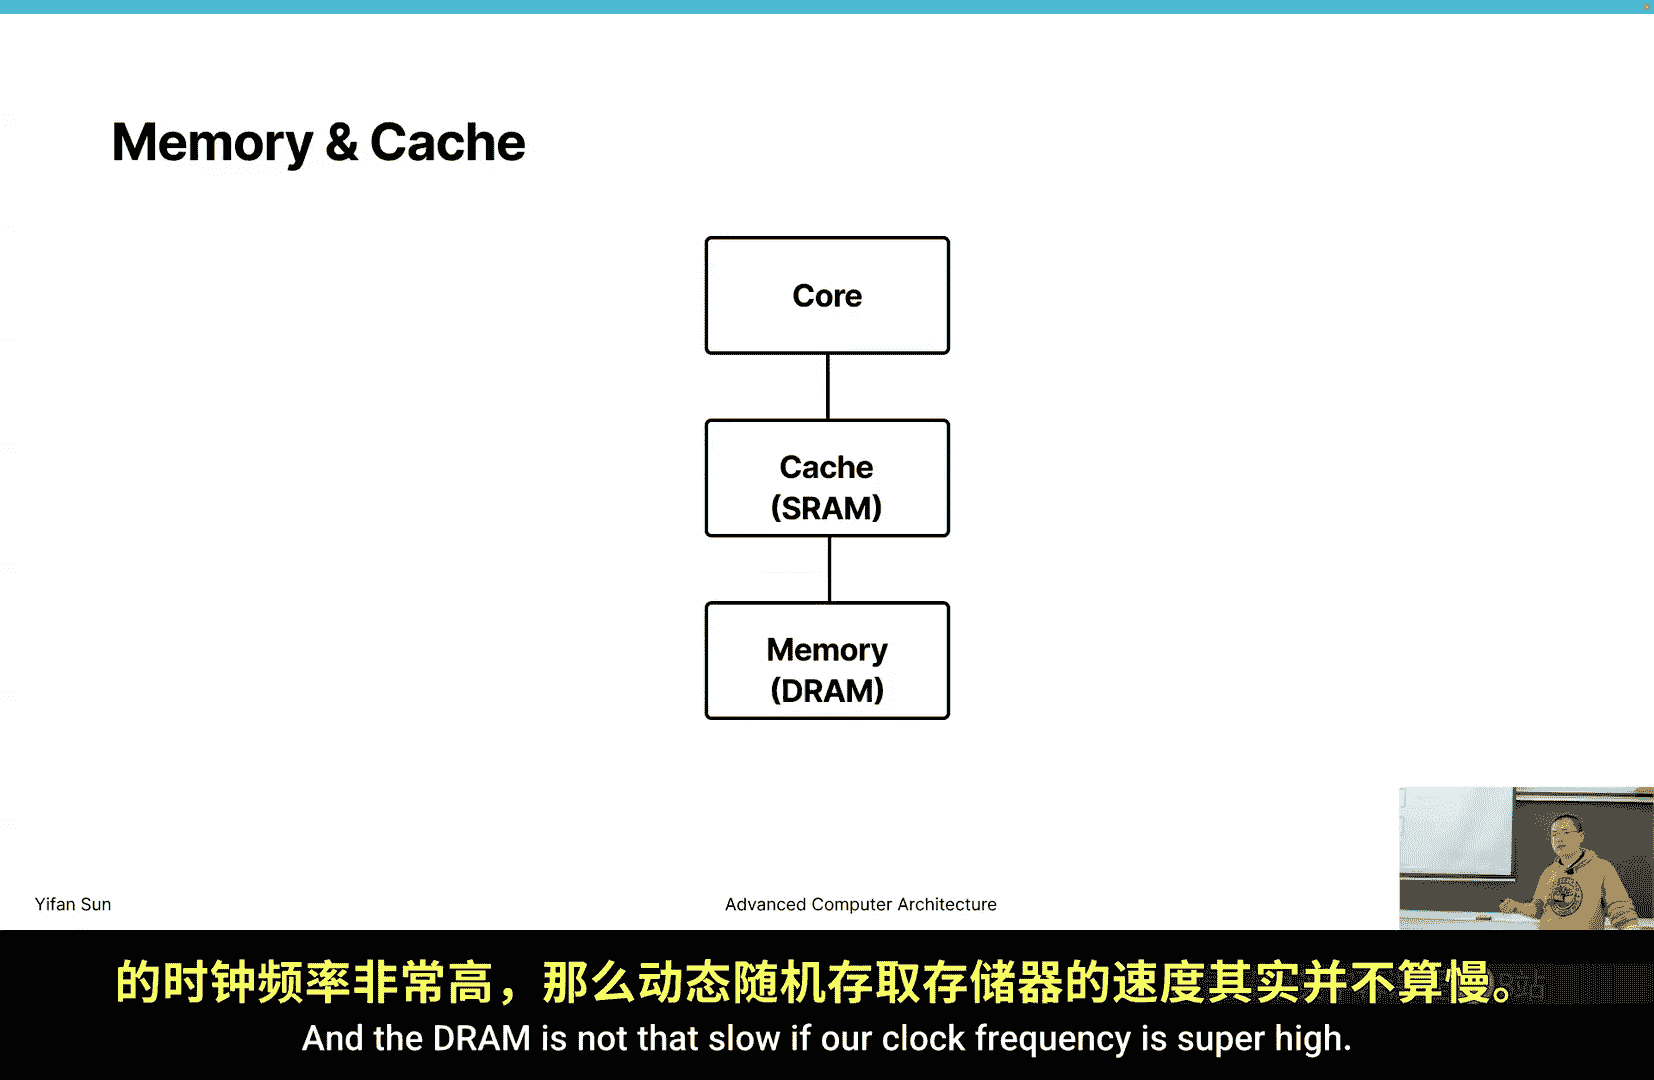 Memory & Cache
Core
Cache
(SRAM)
Memory
(DRAM)
Yifan Sun
Advanced Computer Architecture
的时钟频率非常高，那么动态随机存取存储器的速度其实并不算慢。
And the DRAM is not that slow if our clock frequency is super high.